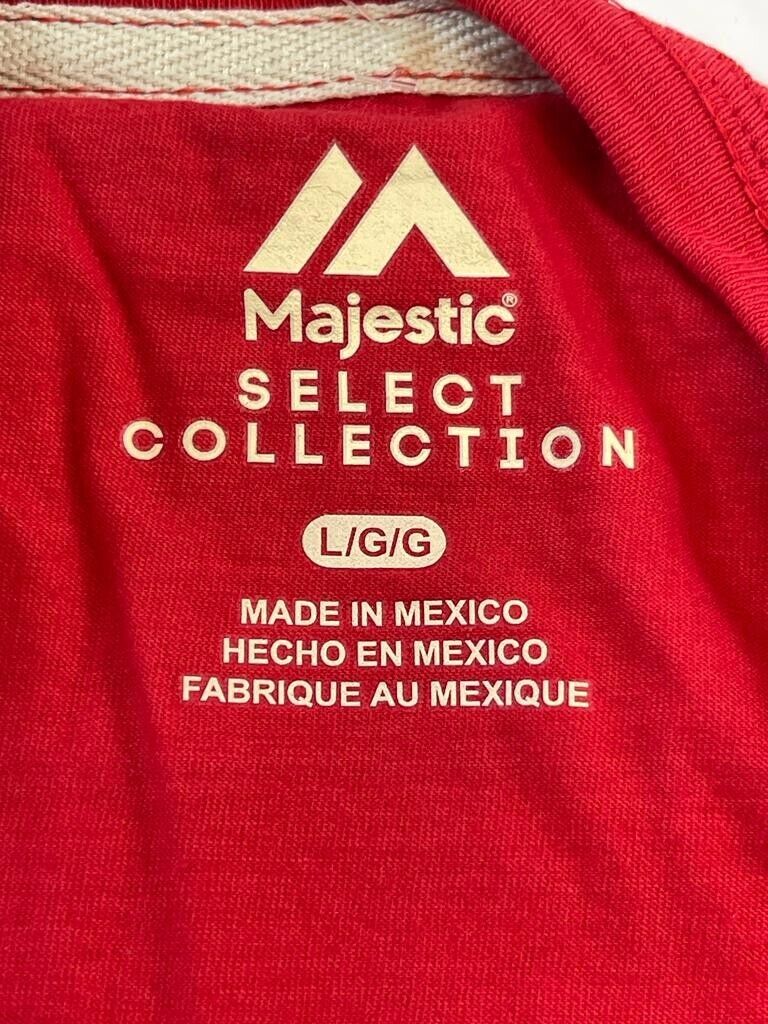 Majestic®
SELECT
COLLECTION
L/G/G
MADE IN MEXICO
HECHO EN MEXICO
FABRIQUE AU MEXIQUE